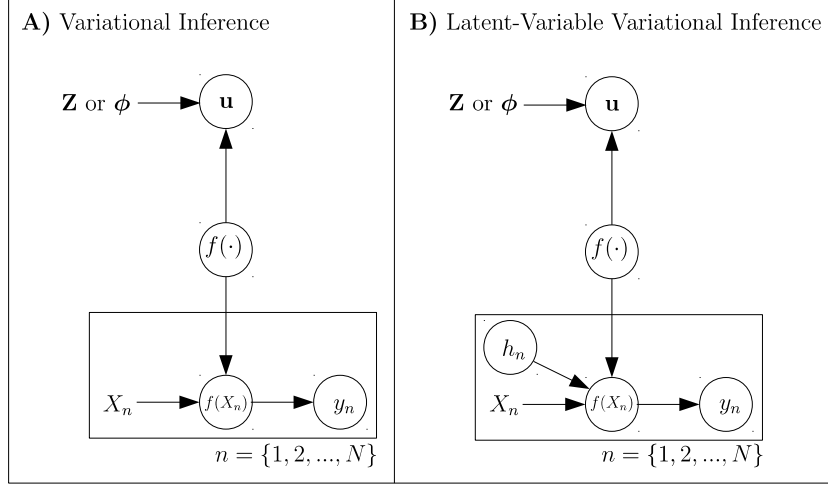 A) Variational Inference
Z or ϕ
u
f(·)
X_n
f(X_n)
y_n
n = {1, 2, ..., N}
B) Latent-Variable Variational Inference
Z or ϕ
u
f(·)
h_n
X_n
f(X_n)
y_n
n = {1, 2, ..., N}